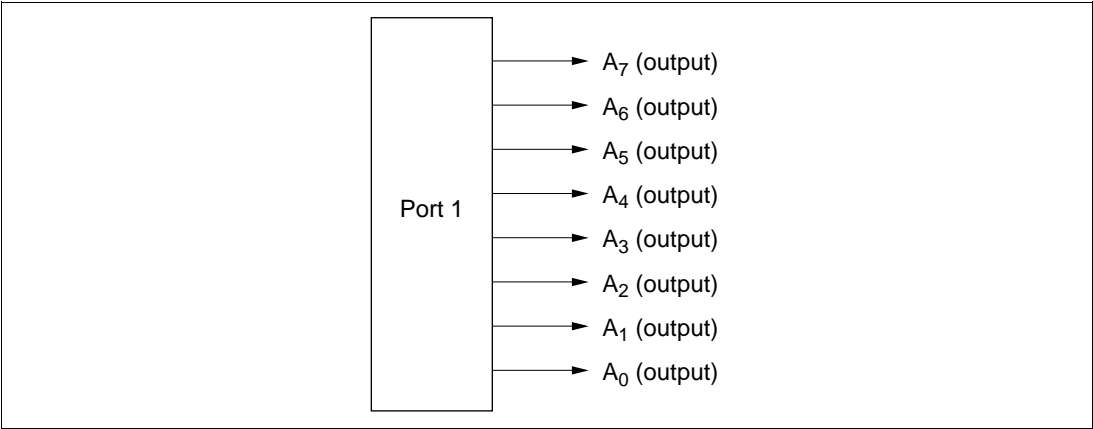 A7 (output)
A6 (output)
A5 (output)
A4 (output)
Port 1
A3 (output)
A2 (output)
A1 (output)
A0 (output)